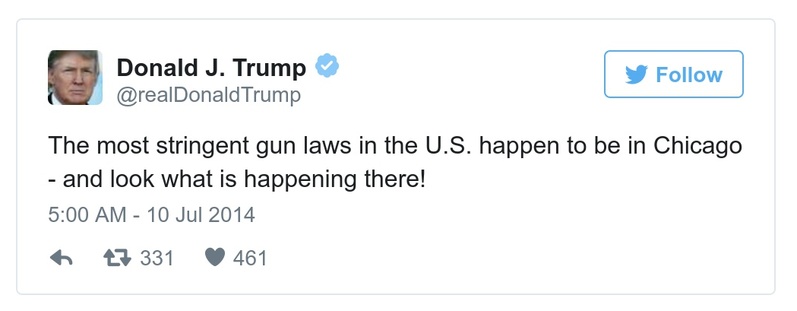 Donald J. Trump
@realDonaldTrump
Follow
The most stringent gun laws in the U.S. happen to be in Chicago
- and look what is happening there!
5:00 AM - 10 Jul 2014
331 461